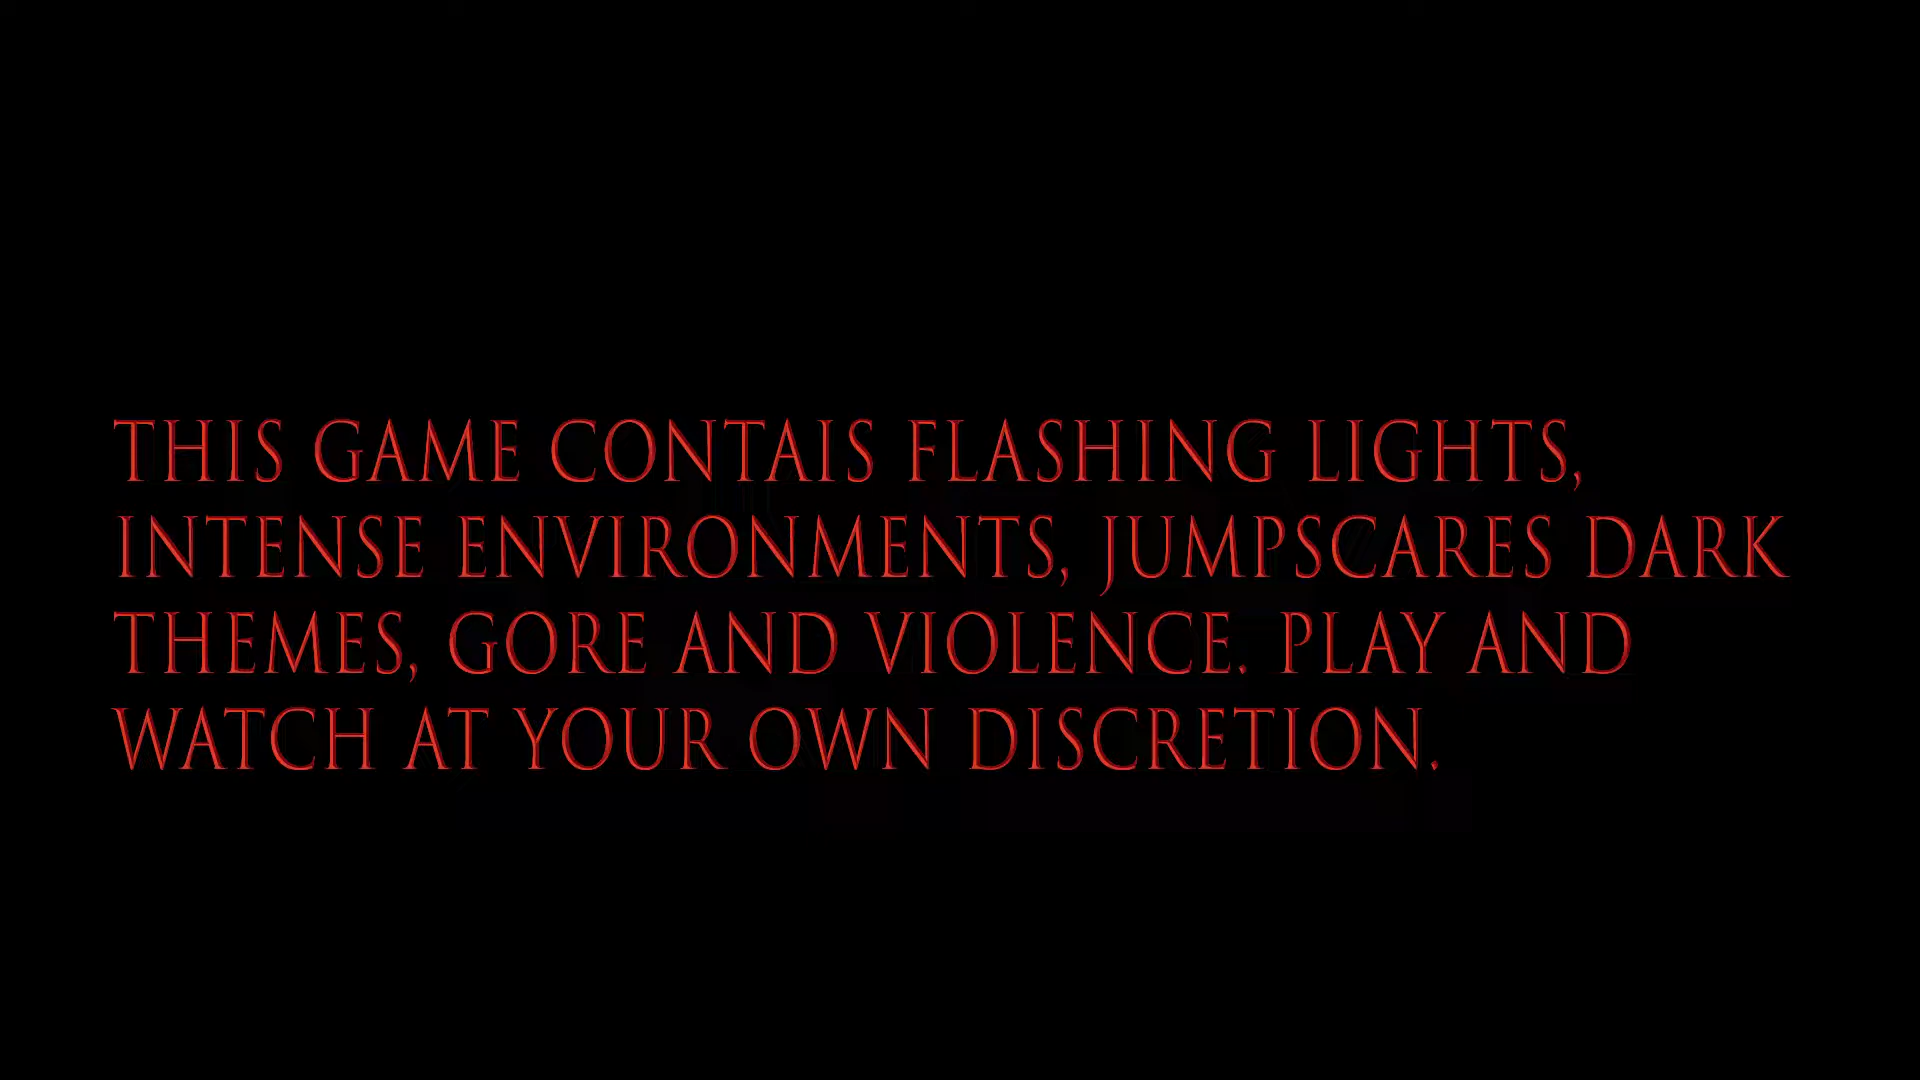 THIS GAME CONTAIS FLASHING LIGHTS,
INTENSE ENVIRONMENTS, JUMPSCARES DARK
THEMES, GORE AND VIOLENCE. PLAY AND
WATCH AT YOUR OWN DISCRETION.